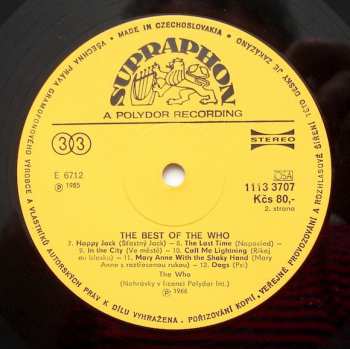 MADE IN CZECHOSLOVAKIA
VŠECHNA PRÁVA GRAMOFONOVÉHO VÝROBCE A VLASTNÍKŮ AUTORSKÝCH PRÁV K DÍLU VYHRAŽENA. POŘIZOVÁNÍ KOPIÍ, VEŘEJNÉ PROVOZOVÁNÍ A ROZHLASOVÉ ŠÍŘENÍ TÉTO DESKY JE ZAKÁZÁNO
SUPRAPHON
A POLYDOR RECORDING
33
STEREO
E 6712
℗ 1985
OSA
1113 3707
Kčs 80,-
2. strana
THE BEST OF THE WHO
7. Happy Jack (Šťastný Jack) – 8. The Last Time (Naposled) –
9. In the City (Ve městě) – 10. Call Me Lightning (Říkej
mi blesku) – 11. Mary Anne With the Shaky Hand (Mary
Anne s roztřesenou rukou) – 12. Dogs (Psi)
The Who
(Nahrávky v licenci Polydor Int.)
℗ 1968